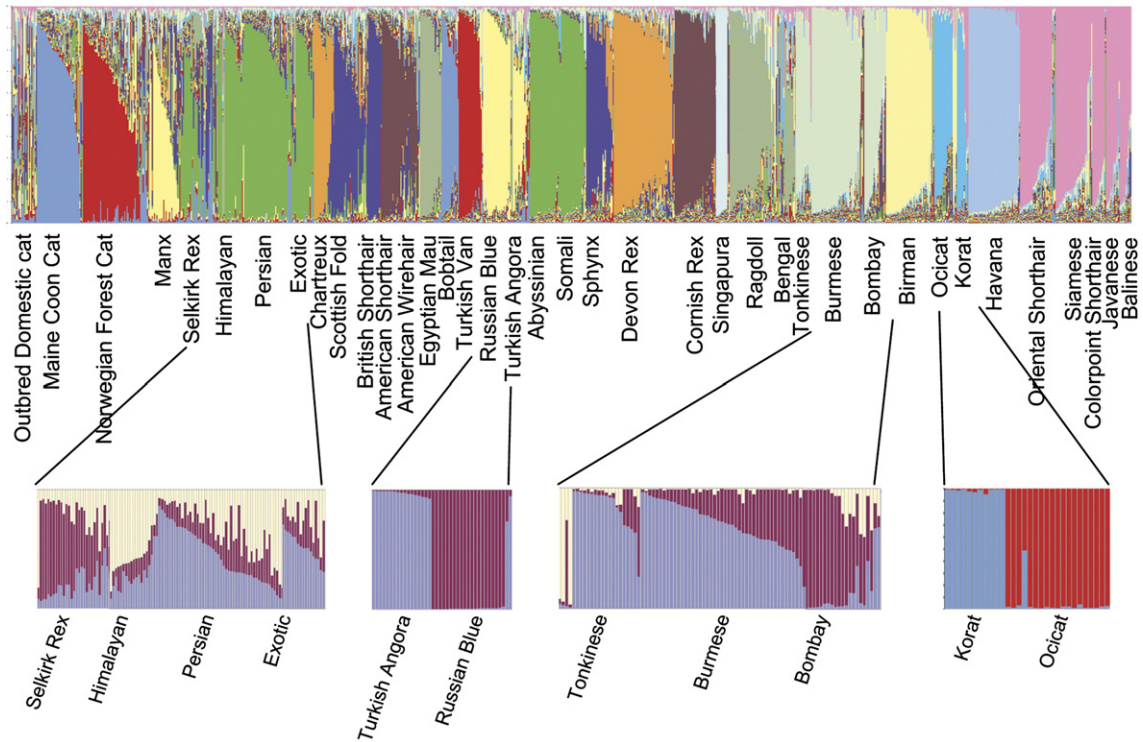 Outbred Domestic cat
Maine Coon Cat
Norwegian Forest Cat
Manx
Selkirk Rex
Himalayan
Persian
Exotic
Chartreux
Scottish Fold
British Shorthair
American Shorthair
American Wirehair
Egyptian Mau
Bobtail
Turkish Van
Russian Blue
Turkish Angora
Abyssinian
Somali
Sphynx
Devon Rex
Cornish Rex
Singapura
Ragdoll
Bengal
Tonkinese
Burmese
Bombay
Birman
Ocicat
Korat
Havana
Oriental Shorthair
Siamese
Colorpoint Shorthair
Javanese
Balinese
Selkirk Rex
Himalayan
Persian
Exotic
Turkish Angora
Russian Blue
Tonkinese
Burmese
Bombay
Korat
Ocicat